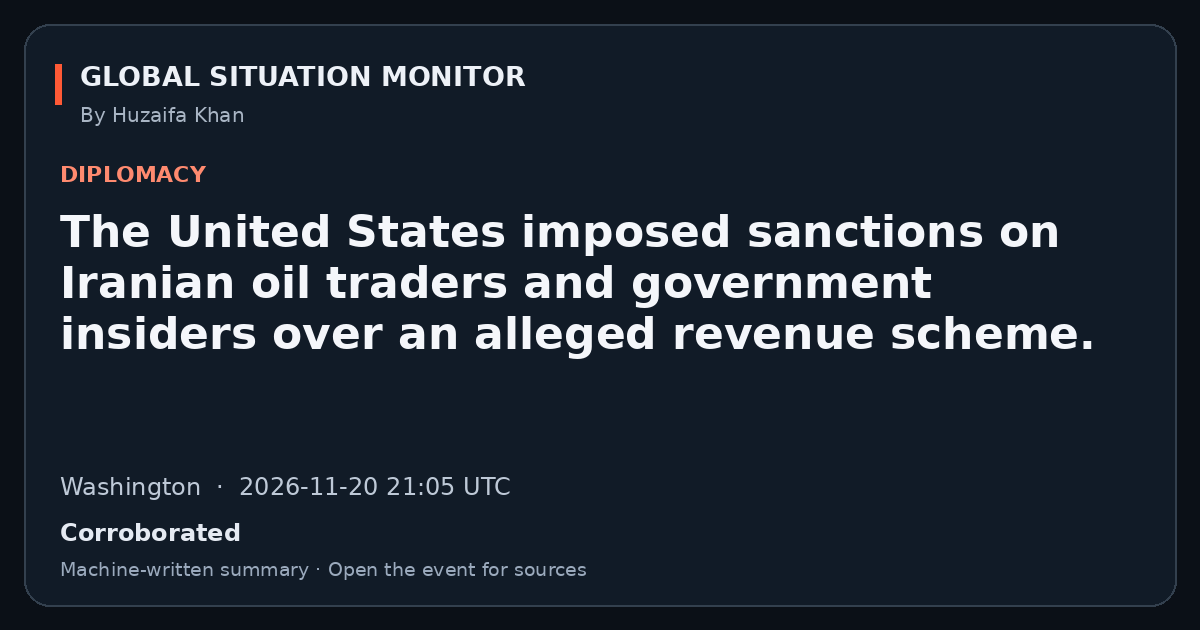 GLOBAL SITUATION MONITOR
By Huzaifa Khan
DIPLOMACY
The United States imposed sanctions on
Iranian oil traders and government
insiders over an alleged revenue scheme.
Washington · 2026-11-20 21:05 UTC
Corroborated
Machine-written summary · Open the event for sources